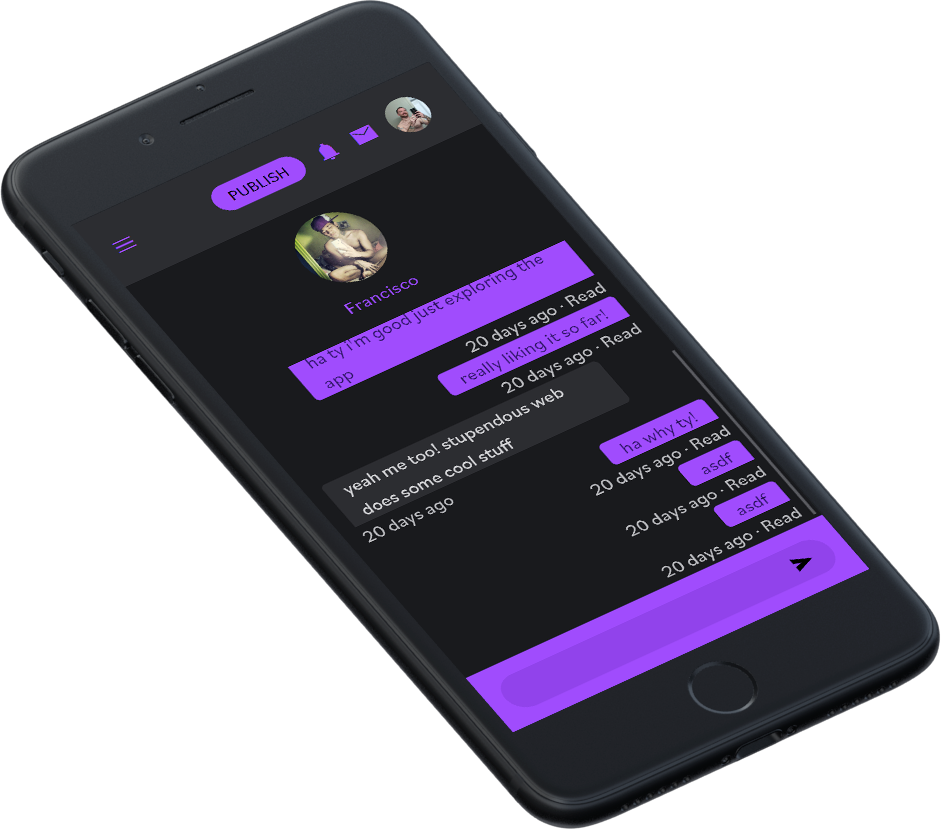 PUBLISH
Francisco
ha ty i'm good just exploring the
app
20 days ago · Read
really liking it so far!
20 days ago · Read
yeah me too! stupendous web
does some cool stuff
20 days ago
ha why ty!
20 days ago · Read
asdf
20 days ago · Read
asdf
20 days ago · Read